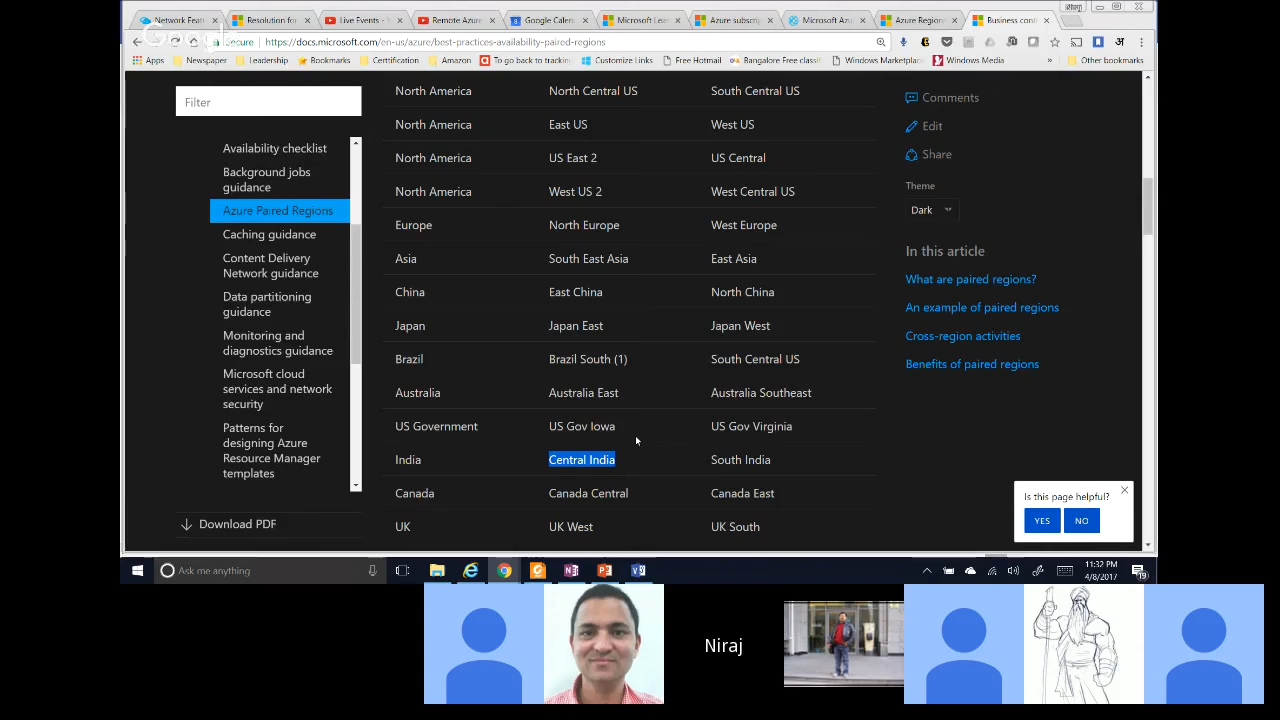 Network Feat
Resolution for
Live Events -
Remote Azure
Google Calen
Microsoft Lea
Azure subscrip
Microsoft A
Azure Region
Business cont
Niraj
Google
Secure
https://docs.microsoft.com/en-us/azure/best-practices-availability-paired-regions
Apps
Newspaper
Leadership
Bookmarks
Certification
Amazon
To go back to tracking
Customize Links
Free Hotmail
Bangalore Free classif
Windows Marketplac
Windows Media
»
Other bookmarks
Filter
Availability checklist
Background jobs
guidance
Azure Paired Regions
Caching guidance
Content Delivery
Network guidance
Data partitioning
guidance
Monitoring and
diagnostics guidance
Microsoft cloud
services and network
security
Patterns for
designing Azure
Resource Manager
templates
Download PDF
North America North Central US South Central US
North America East US West US
North America US East 2 US Central
North America West US 2 West Central US
Europe North Europe West Europe
Asia South East Asia East Asia
China East China North China
Japan Japan East Japan West
Brazil Brazil South (1) South Central US
Australia Australia East Australia Southeast
US Government US Gov Iowa US Gov Virginia
India Central India South India
Canada Canada Central Canada East
UK UK West UK South
Comments
Edit
Share
Theme
Dark
In this article
What are paired regions?
An example of paired regions
Cross-region activities
Benefits of paired regions
Is this page helpful?
YES NO
Ask me anything
11:32 PM
4/8/2017
19
Niraj